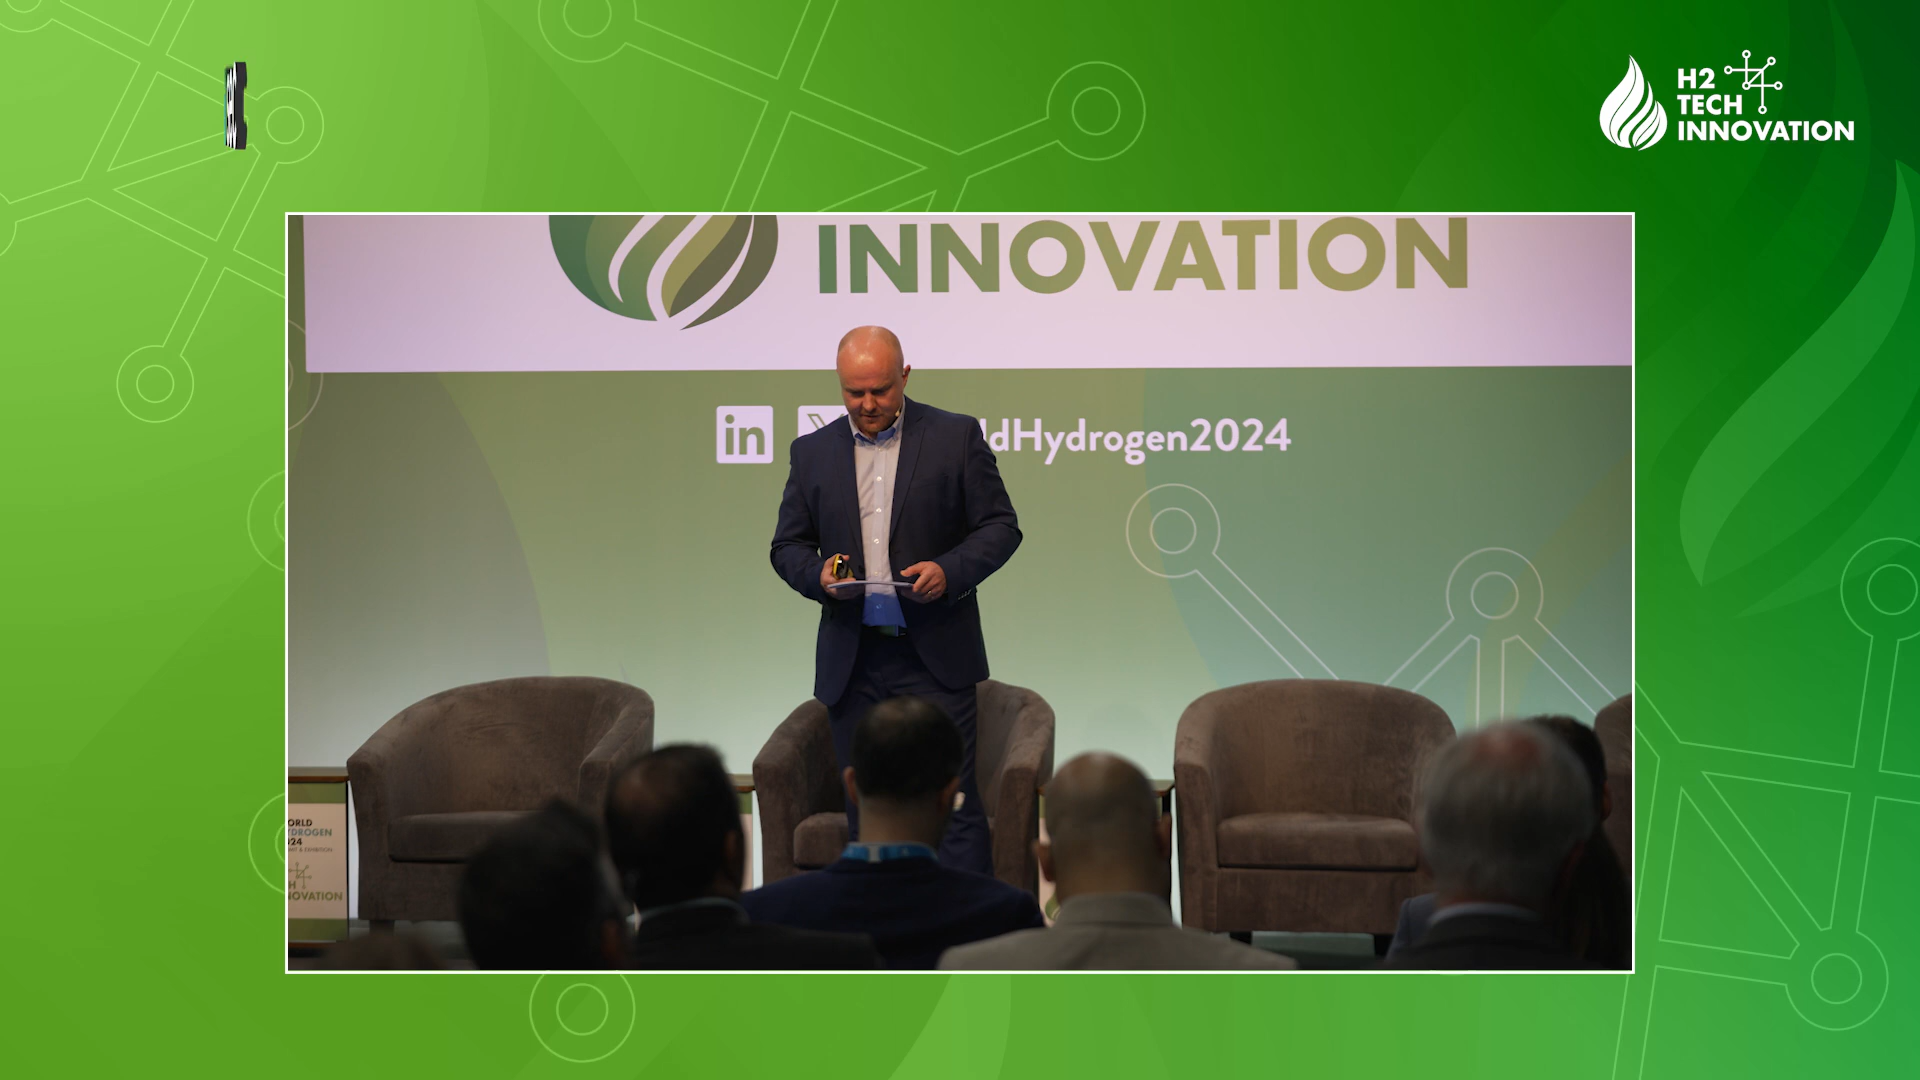 H2
TECH
INNOVATION
INNOVATION
in
ldHydrogen2024
ORLD
YDROGEN
024
H
NOVATION